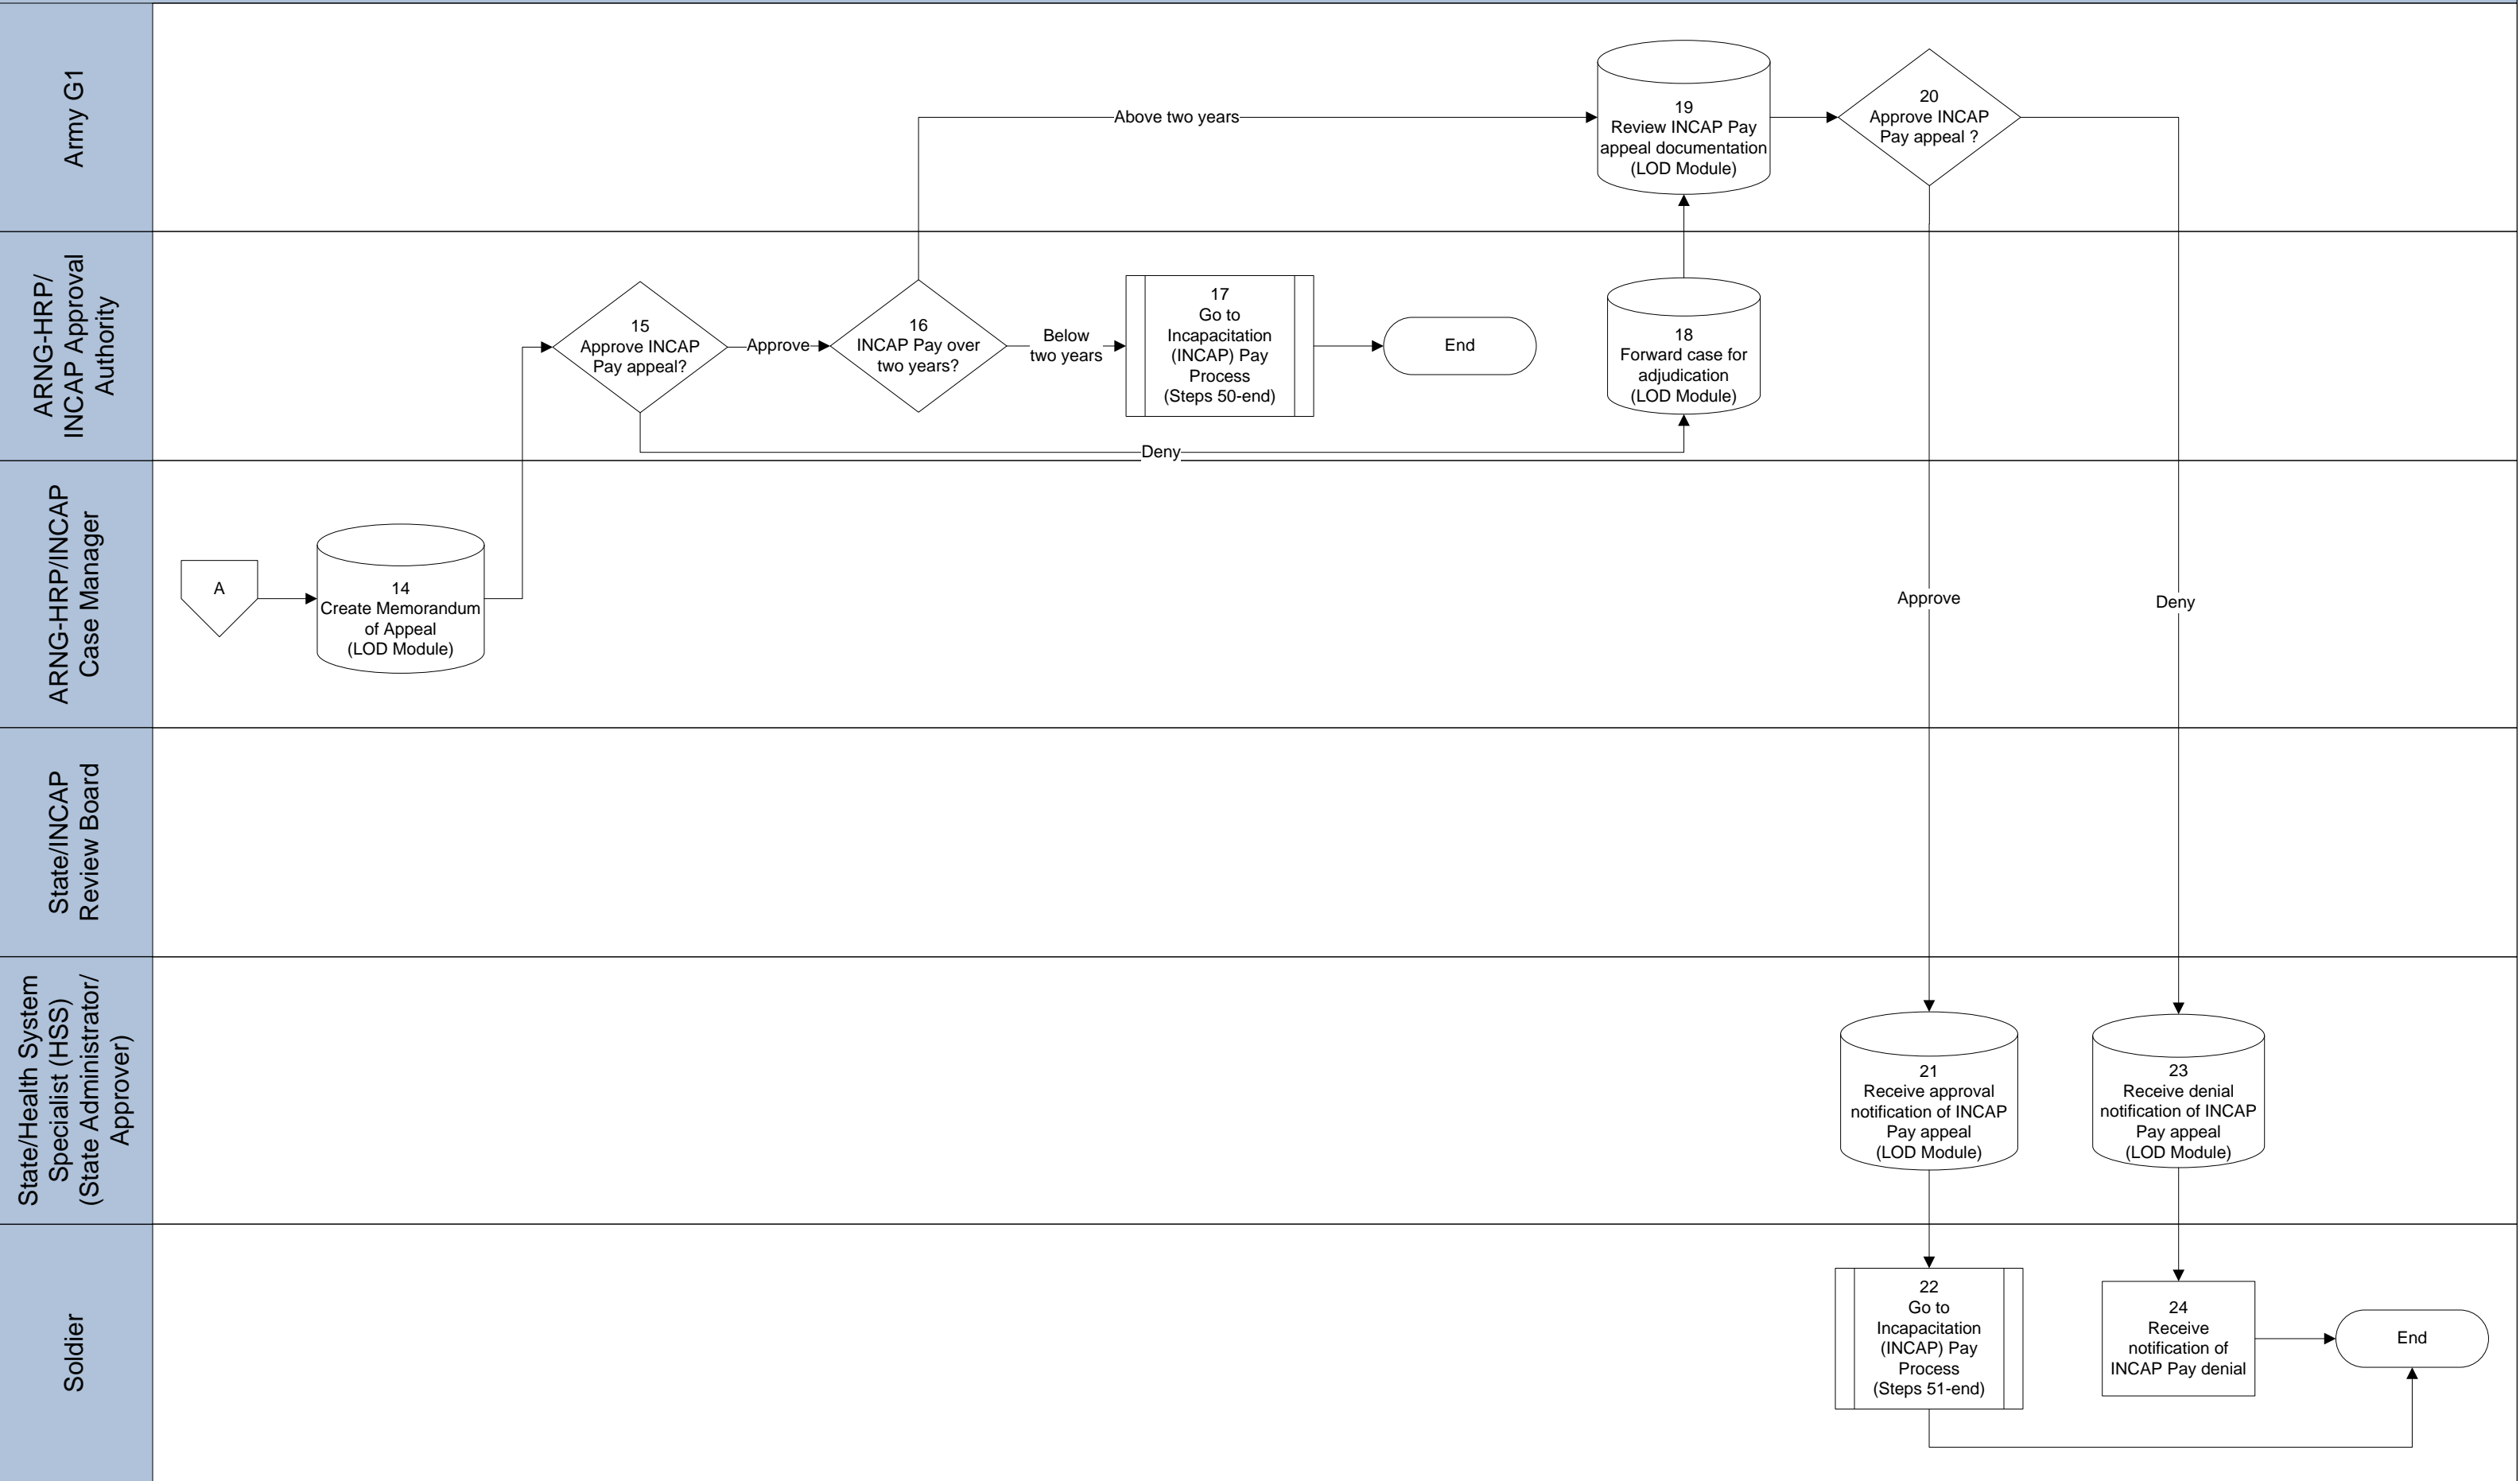 Army G1
19
Review INCAP Pay
appeal documentation
(LOD Module)
20
Approve INCAP
Pay appeal ?
Above two years
ARNG-HRP/
INCAP Approval
Authority
15
Approve INCAP
Pay appeal?
Approve
16
INCAP Pay over
two years?
Below
two years
17
Go to
Incapacitation
(INCAP) Pay
Process
(Steps 50-end)
End
18
Forward case for
adjudication
(LOD Module)
Deny
ARNG-HRP/INCAP
Case Manager
A
14
Create Memorandum
of Appeal
(LOD Module)
Approve
Deny
State/INCAP
Review Board
State/Health System
Specialist (HSS)
(State Administrator/
Approver)
21
Receive approval
notification of INCAP
Pay appeal
(LOD Module)
23
Receive denial
notification of INCAP
Pay appeal
(LOD Module)
Soldier
22
Go to
Incapacitation
(INCAP) Pay
Process
(Steps 51-end)
24
Receive
notification of
INCAP Pay denial
End